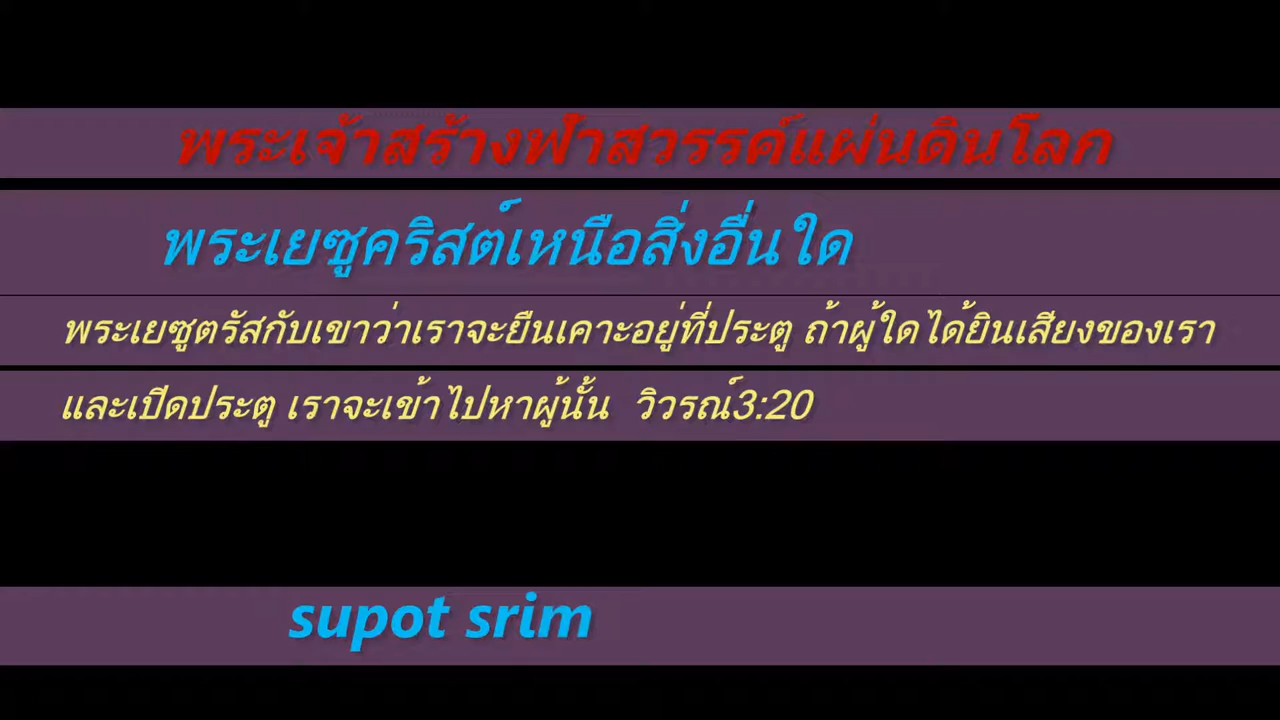 พระเจ้าสร้างฟ้าสวรรค์แผ่นดินโลก
พระเยซูคริสต์เหนือสิ่งอื่นใด
พระเยซูตรัสกับเขาว่าเราจะยืนเคาะอยู่ที่ประตู ถ้าผู้ใดได้ยินเสียงของเรา
และเปิดประตู เราจะเข้าไปหาผู้นั้น วิวรณ์3:20
supot srim